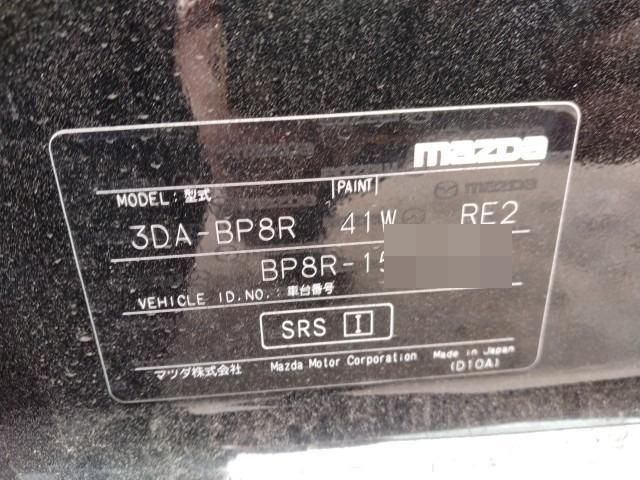 mazda
MODEL:型式 PAINT
3DA-BP8R 41W RE2
BP8R-15
VEHICLE ID.NO.:車台番号
SRS I
マツダ株式会社 Mazda Motor Corporation Made in Japan
(D10A)